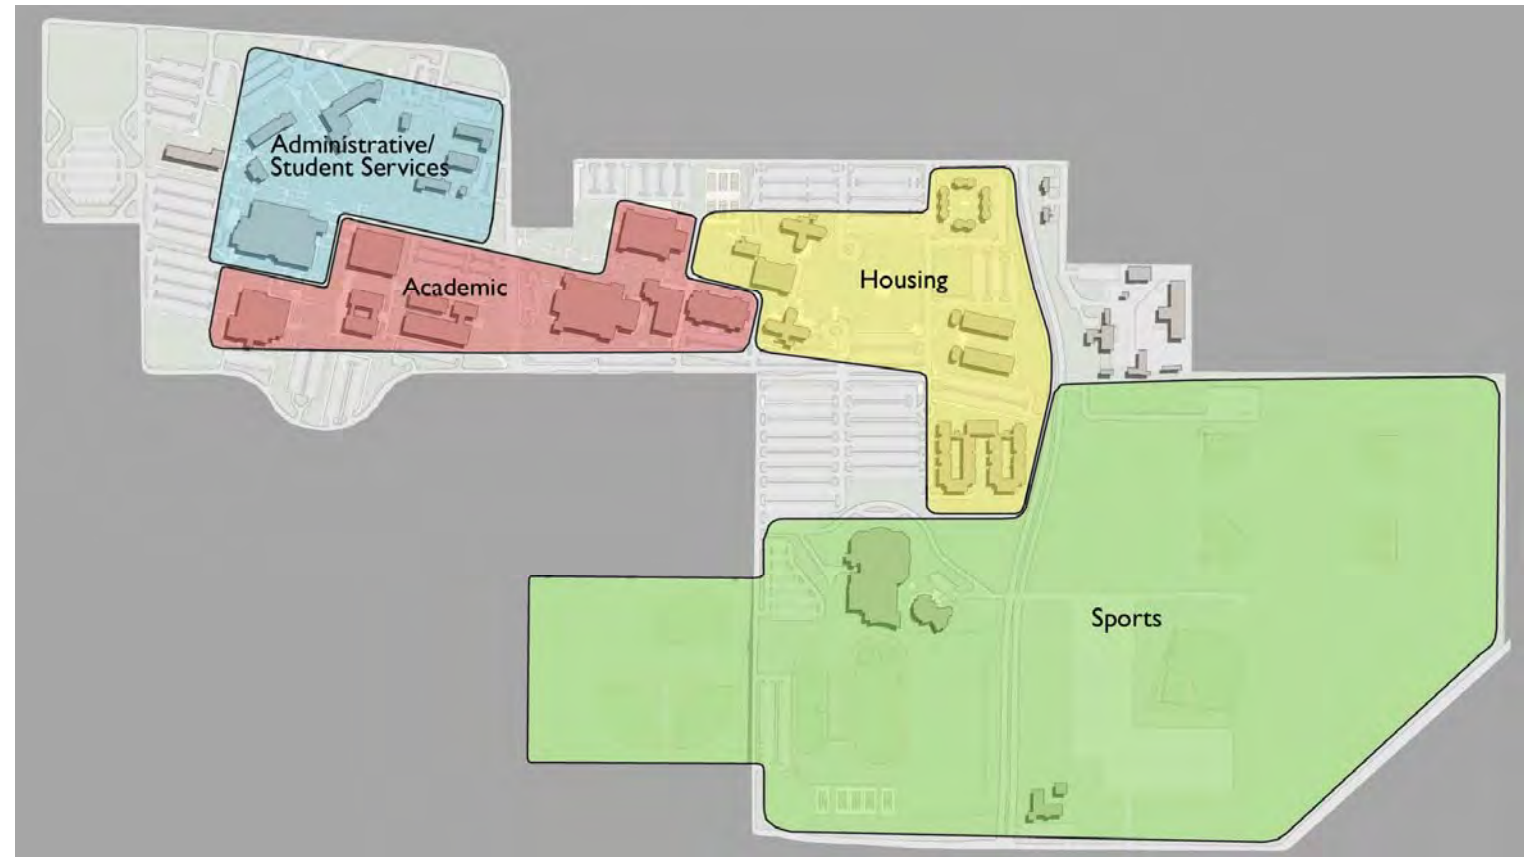 Administrative/
Student Services
Academic
Housing
Sports